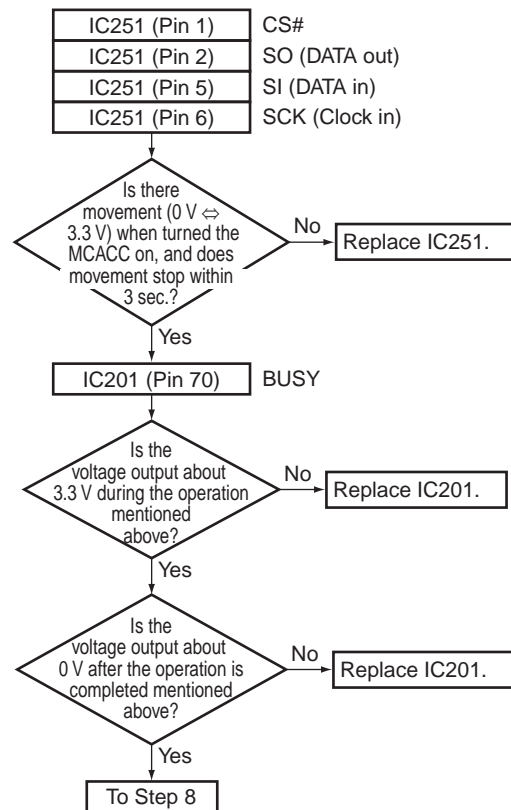 IC251 (Pin 1) CS#
IC251 (Pin 2) SO (DATA out)
IC251 (Pin 5) SI (DATA in)
IC251 (Pin 6) SCK (Clock in)
Is there
movement (0 V ⇔
3.3 V) when turned the
MCACC on, and does
movement stop within
3 sec.?
No
Replace IC251.
Yes
IC201 (Pin 70) BUSY
Is the
voltage output about
3.3 V during the operation
mentioned
above?
No
Replace IC201.
Yes
Is the
voltage output about
0 V after the operation is
completed mentioned
above?
No
Replace IC201.
Yes
To Step 8